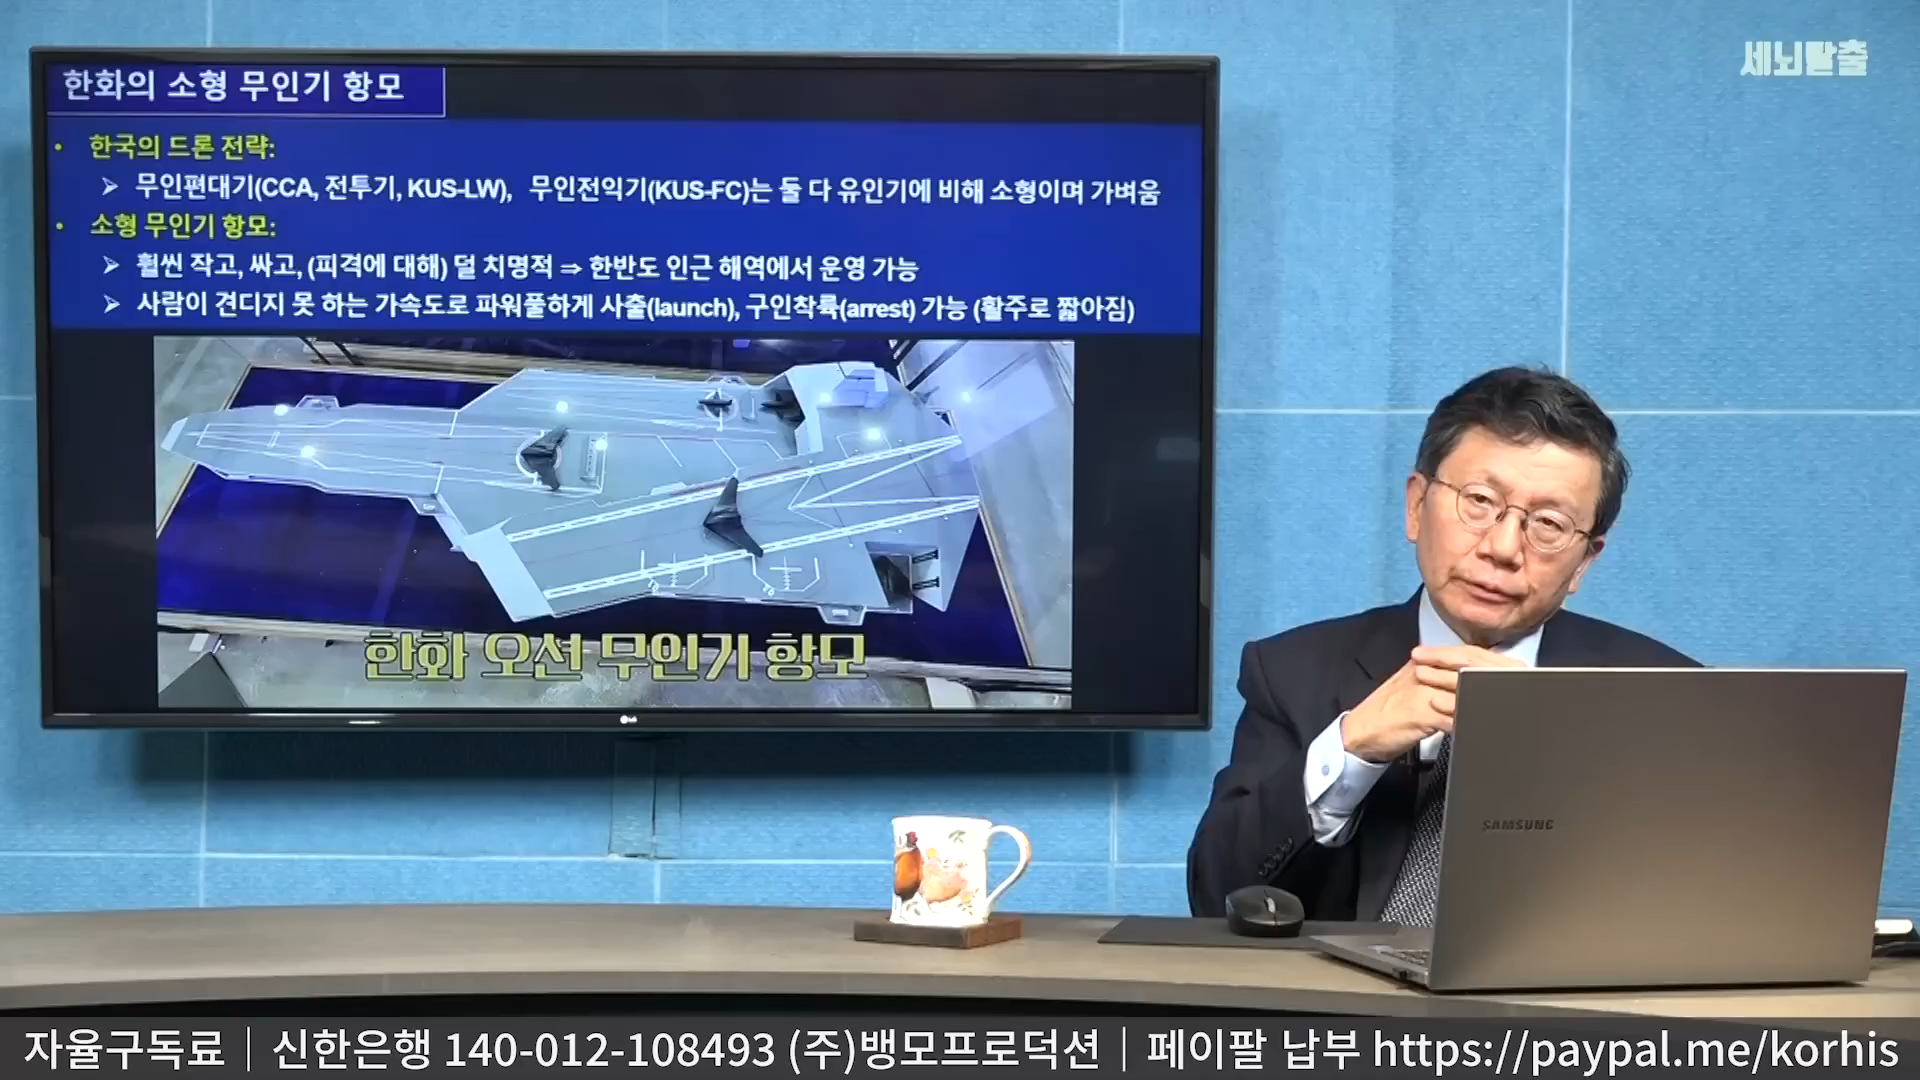 한화의 소형 무인기 항모
세뇌탈출
• 한국의 드론 전략:
➢ 무인편대기(CCA, 전투기, KUS-LW), 무인전익기(KUS-FC)는 둘 다 유인기에 비해 소형이며 가벼움
• 소형 무인기 항모:
➢ 훨씬 작고, 싸고, (피격에 대해) 덜 치명적 ⇒ 한반도 인근 해역에서 운영 가능
➢ 사람이 견디지 못 하는 가속도로 파워풀하게 사출(launch), 구인착륙(arrest) 가능 (활주로 짧아짐)
한화 오션 무인기 항모
LG
SAMSUNG
자율구독료｜신한은행 140-012-108493 (주)뱅모프로덕션｜페이팔 납부 https://paypal.me/korhis